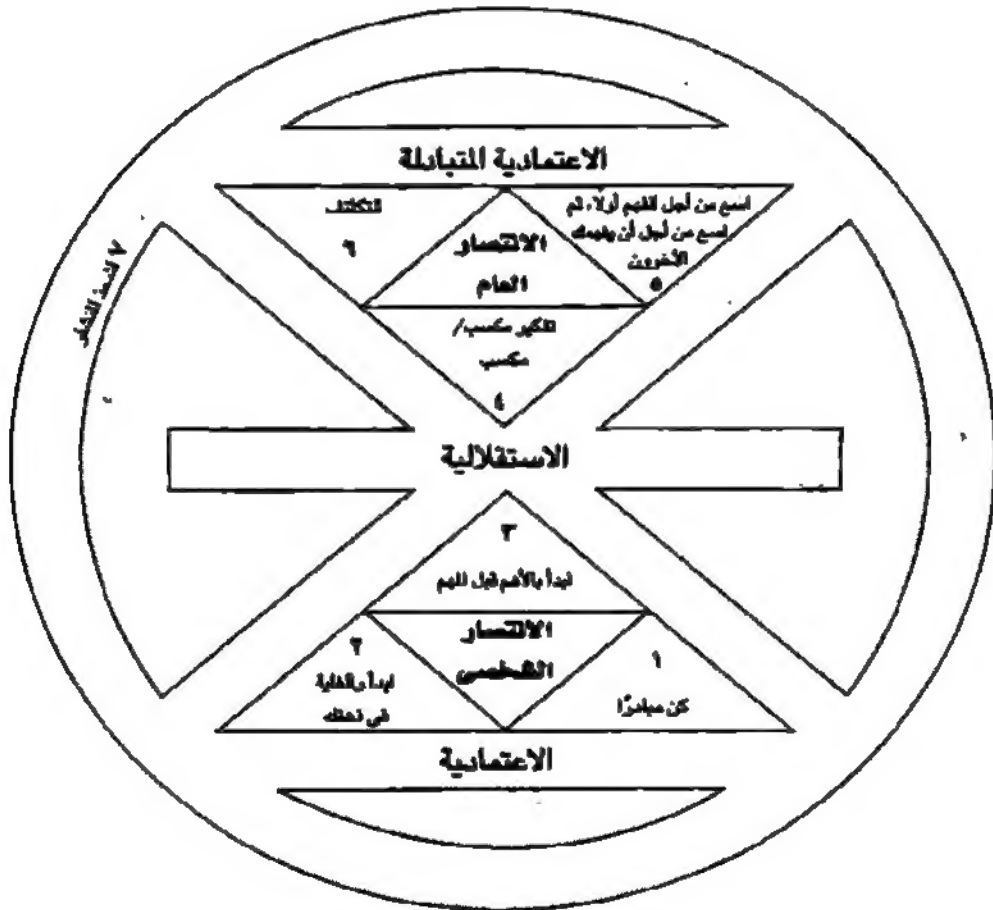 الاعتمادية المتبادلة
اسع من أجل الفهم أولاً، ثم
اسع من أجل أن يفهمك
الآخرون
٥
التكاتف
٦
الانتصار
العام
تفكير مكسب/
مكسب
٤
٧ اشحذ المنشار
الاستقلالية
٣
ابدأ بالأهم قبل المهم
الانتصار
الشخصي
١
كن مبادرًا
٢
ابدأ والغاية
في ذهنك
الاعتمادية